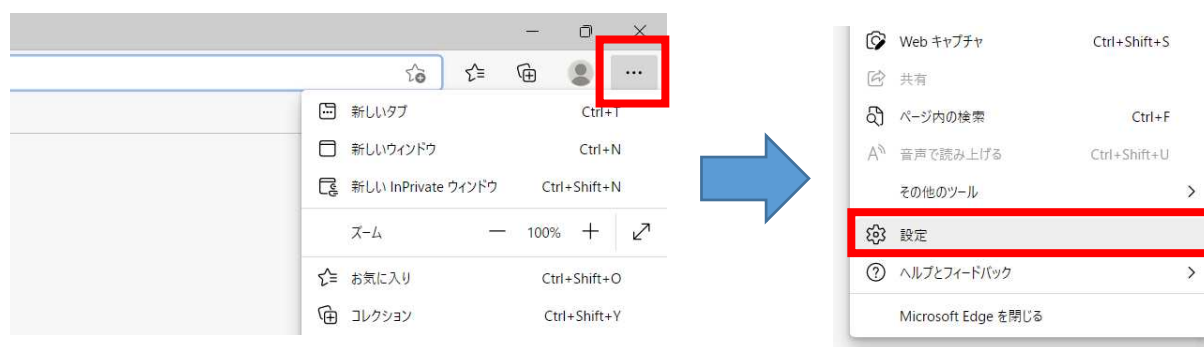 新しいタブ Ctrl+T
新しいウィンドウ Ctrl+N
新しい InPrivate ウィンドウ Ctrl+Shift+N
ズーム 100%
お気に入り Ctrl+Shift+O
コレクション Ctrl+Shift+Y
Web キャプチャ Ctrl+Shift+S
共有
ページ内の検索 Ctrl+F
音声で読み上げる Ctrl+Shift+U
その他のツール
設定
ヘルプとフィードバック
Microsoft Edge を閉じる